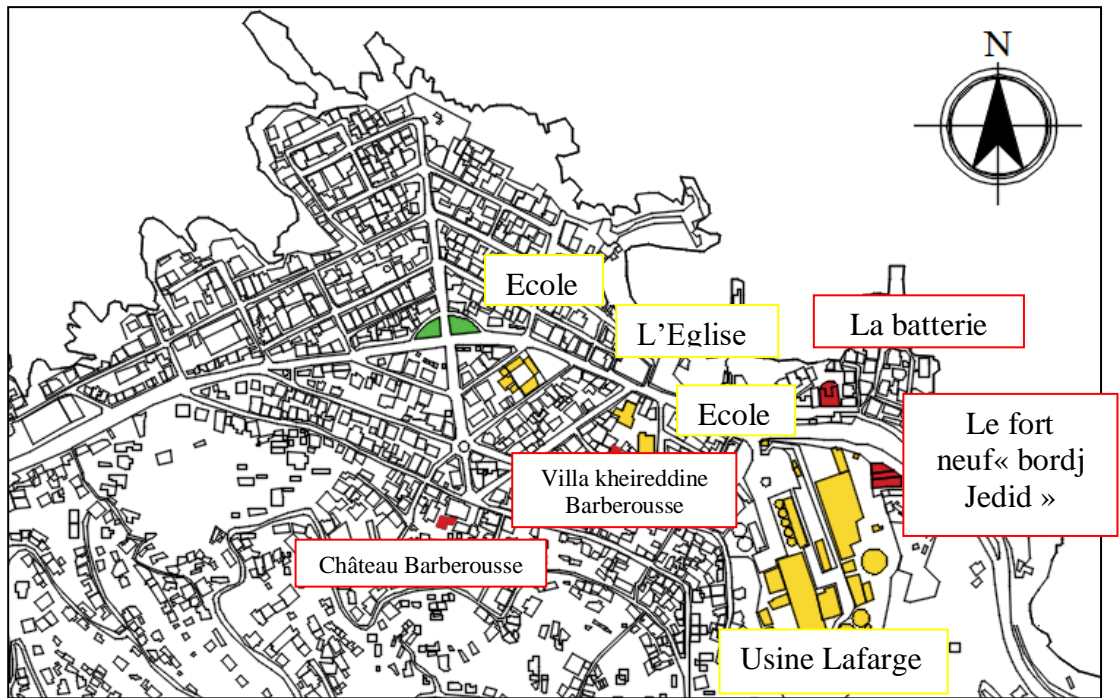 N
Ecole
L'Eglise
La batterie
Ecole
Le fort
neuf« bordj
Jedid »
Villa kheireddine
Barberousse
Château Barberousse
Usine Lafarge